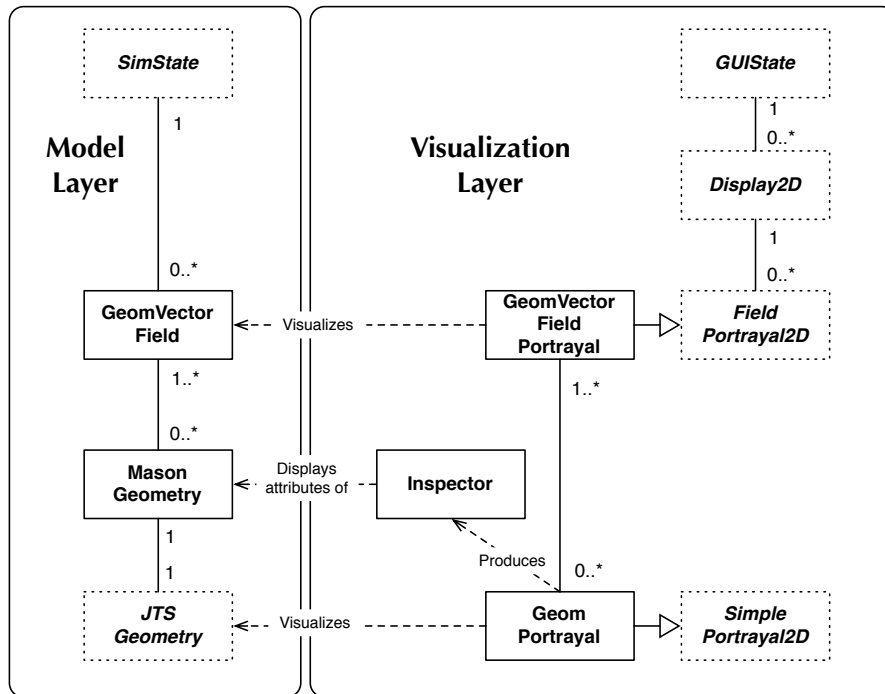 SimState
1
Model
Layer
0..*
GeomVector
Field
1..*
0..*
Mason
Geometry
1
1
JTS
Geometry
Visualization
Layer
GUIState
1
0..*
Display2D
1
0..*
Visualizes
GeomVector
Field
Portrayal
Field
Portrayal2D
1..*
Displays
attributes of
Inspector
Produces
0..*
Visualizes
Geom
Portrayal
Simple
Portrayal2D